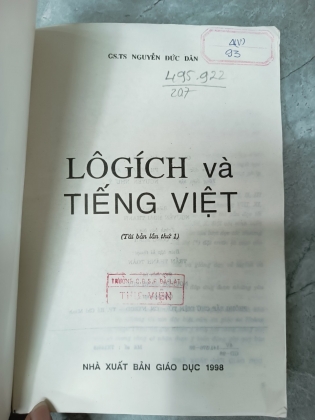 GS.TS NGUYỄN ĐỨC DÂN
A(V)
93
495.922
207
LÔGÍCH và
TIẾNG VIỆT
(Tái bản lần thứ 1)
THƯ VIỆN
NHÀ XUẤT BẢN GIÁO DỤC 1998